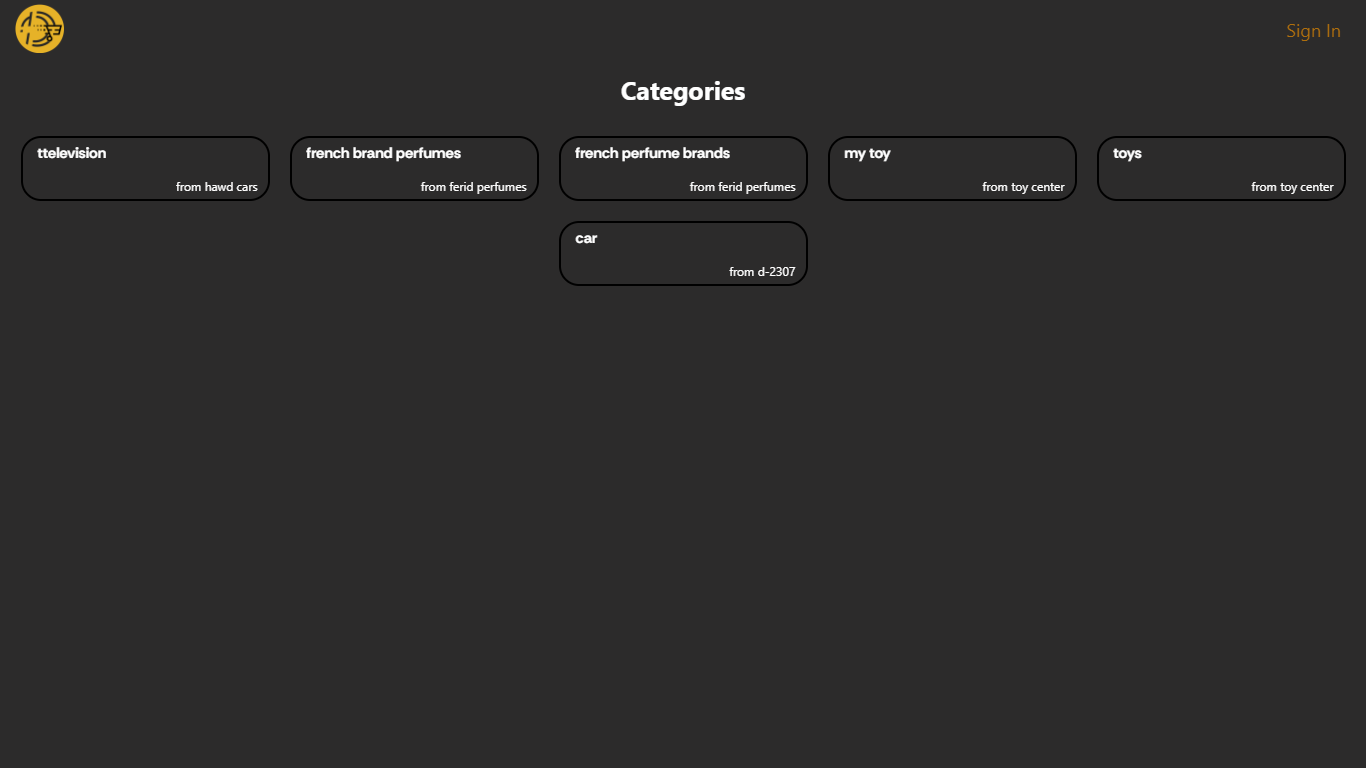 Sign In
Categories
ttelevision
from hawd cars
french brand perfumes
from ferid perfumes
french perfume brands
from ferid perfumes
my toy
from toy center
toys
from toy center
car
from d-2307